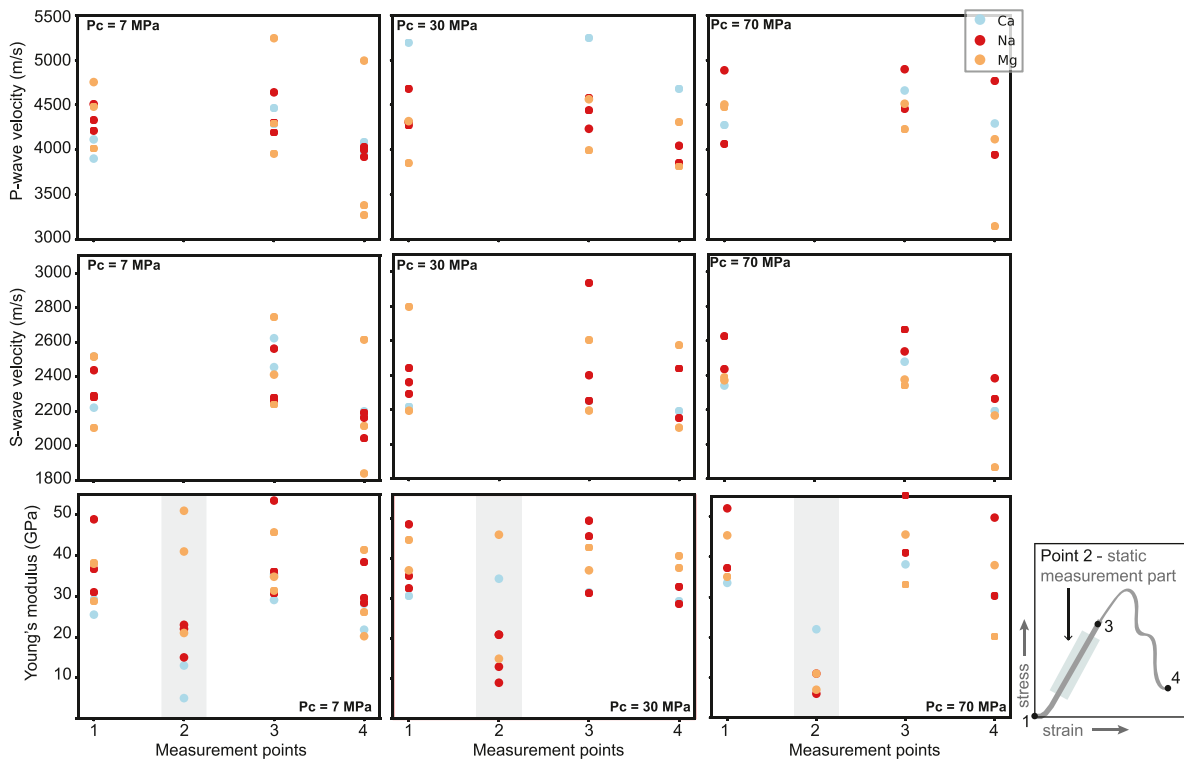 5500
5000
4500
4000
3500
3000
P-wave velocity (m/s)
Pc = 7 MPa
Pc = 30 MPa
Pc = 70 MPa
Ca
Na
Mg
3000
2800
2600
2400
2200
2000
1800
S-wave velocity (m/s)
Pc = 7 MPa
Pc = 30 MPa
Pc = 70 MPa
50
40
30
20
10
Young's modulus (GPa)
Pc = 7 MPa
Pc = 30 MPa
Pc = 70 MPa
1 2 3 4
1 2 3 4
1 2 3 4
Measurement points
Measurement points
Measurement points
Point 2 - static
measurement part
3
4
1
stress
strain